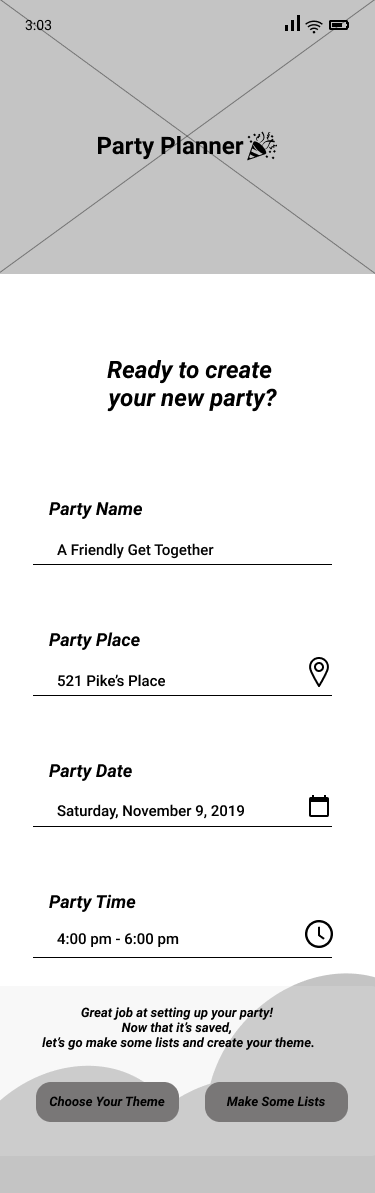 3:03
Party Planner
Ready to create
your new party?
Party Name
A Friendly Get Together
Party Place
521 Pike's Place
Party Date
Saturday, November 9, 2019
Party Time
4:00 pm - 6:00 pm
Great job at setting up your party!
Now that it's saved,
let's go make some lists and create your theme.
Choose Your Theme
Make Some Lists